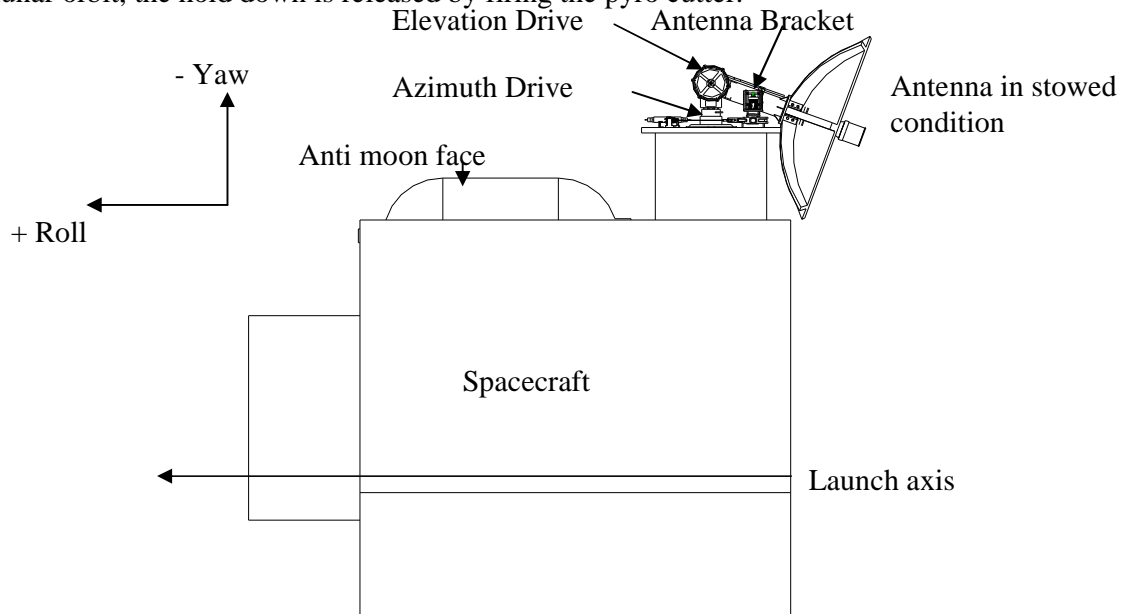 unar orbit, the hold down is released by firing the pyro cutter.
Elevation Drive
Antenna Bracket
- Yaw
Azimuth Drive
Antenna in stowed
condition
Anti moon face
+ Roll
Spacecraft
Launch axis